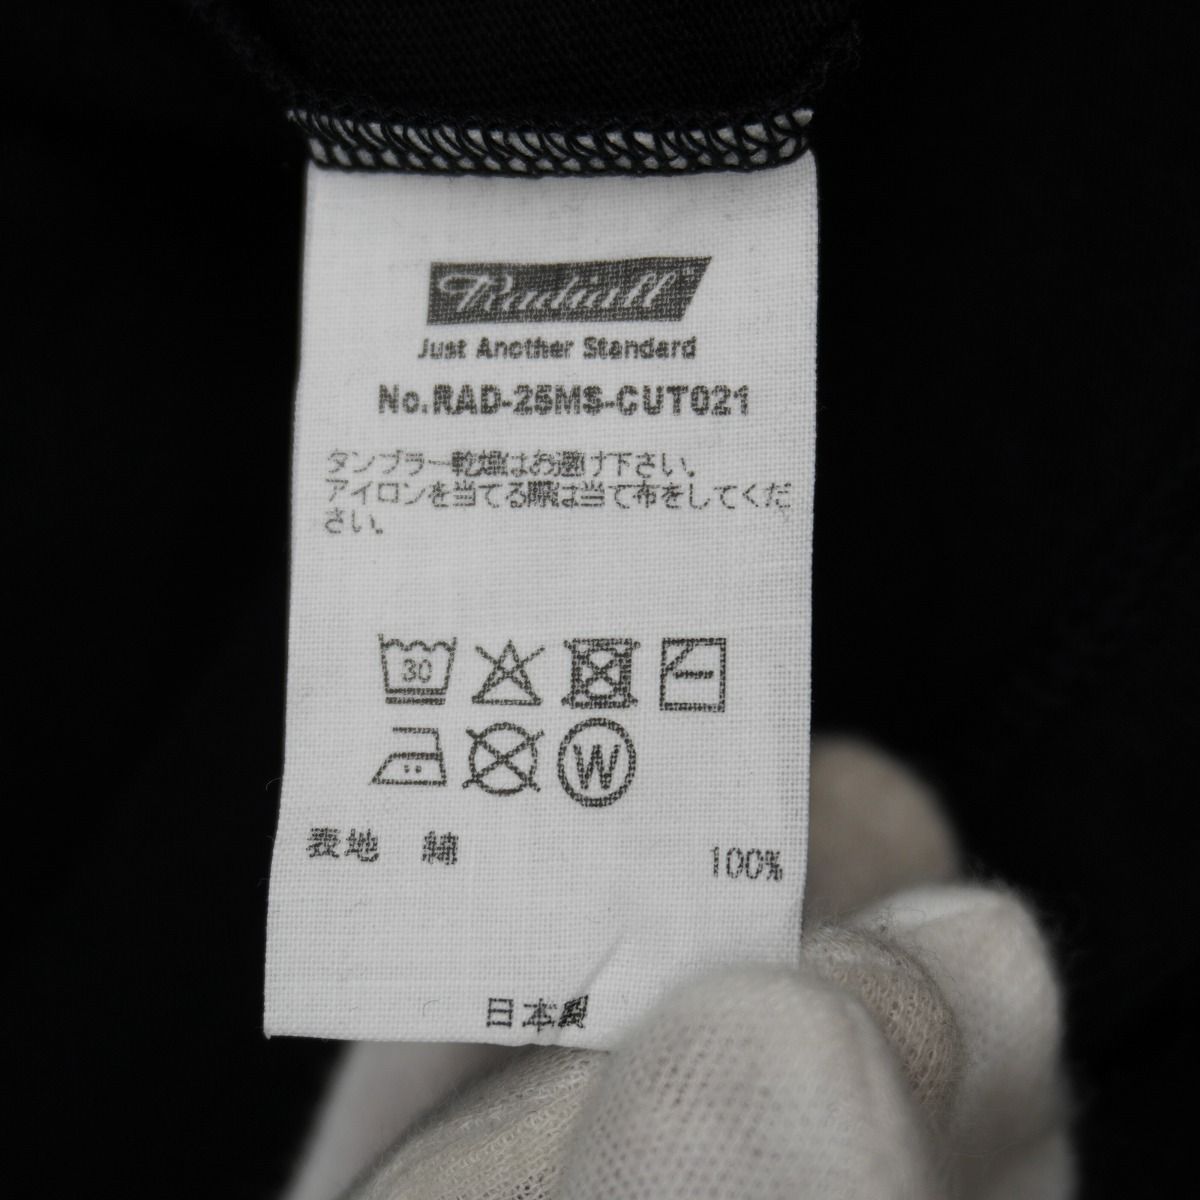 Radiall
Just Another Standard
No.RAD-25MS-CUT021
タンブラー乾燥はお避け下さい。
アイロンを当てる際は当て布をしてくだ
さい。
30
W
表地 綿 100%
日本製